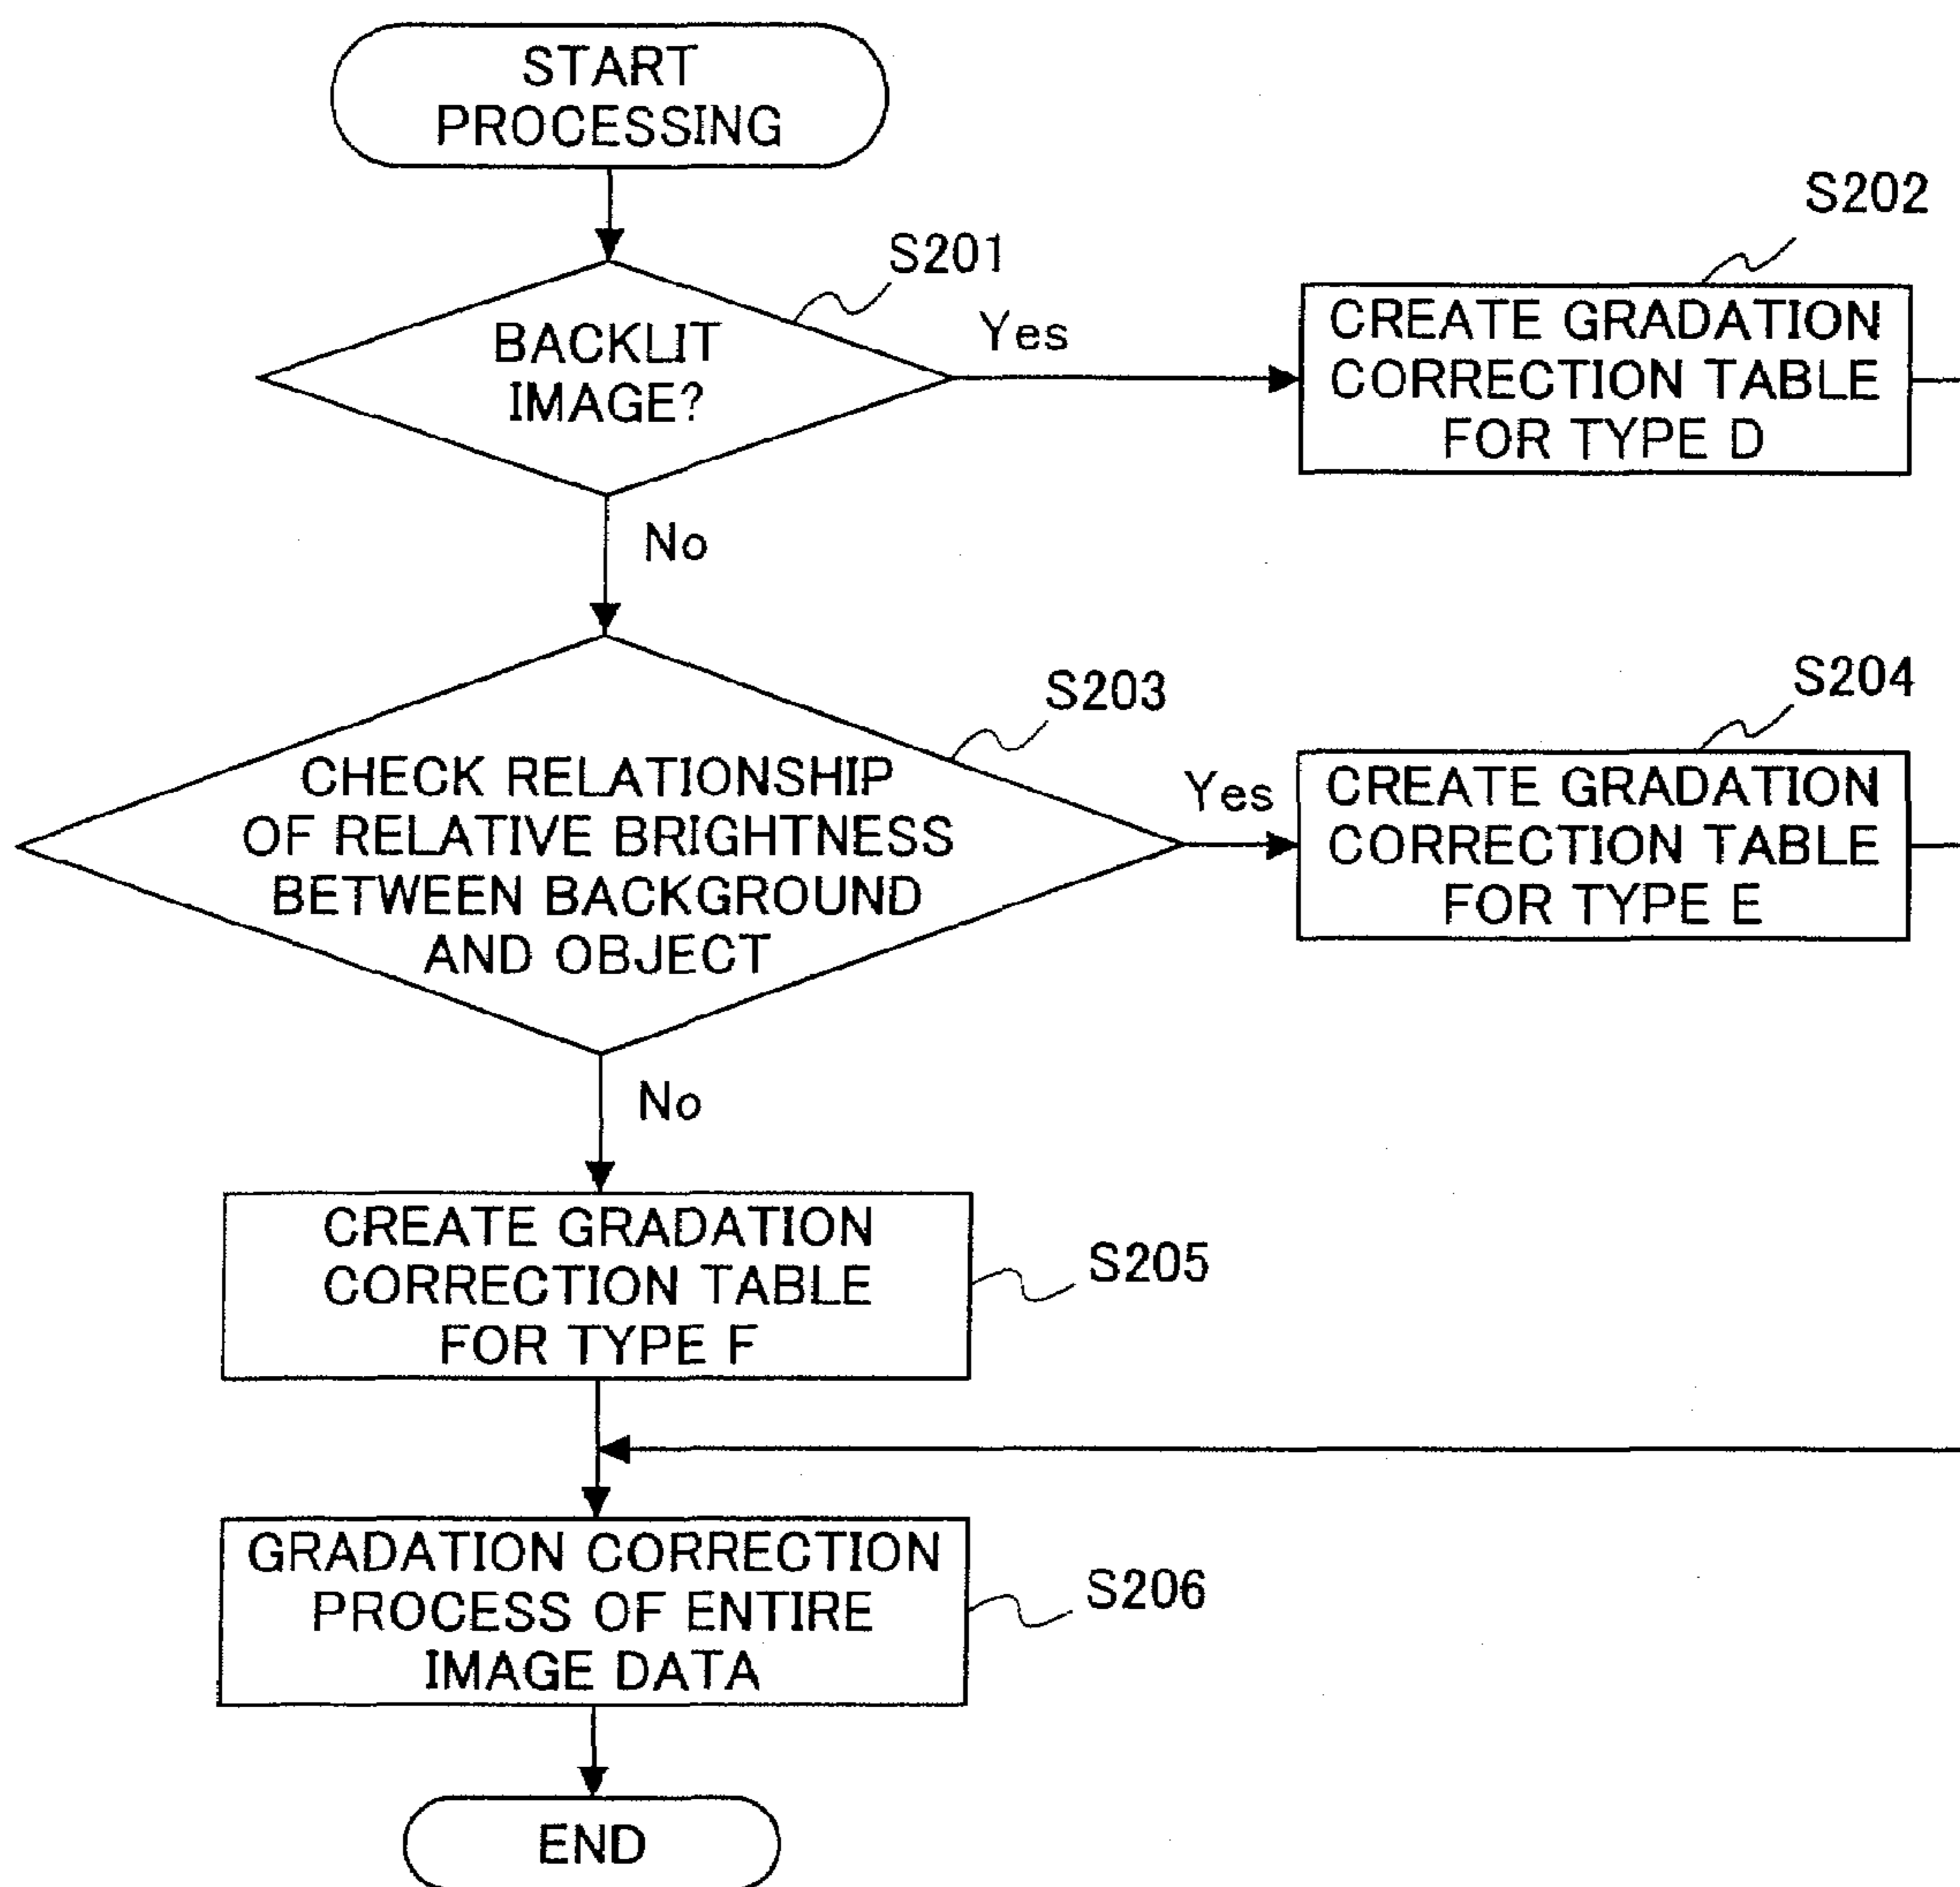 START
PROCESSING
S201
BACKLIT
IMAGE?
Yes
S202
CREATE GRADATION
CORRECTION TABLE
FOR TYPE D
No
S203
CHECK RELATIONSHIP
OF RELATIVE BRIGHTNESS
BETWEEN BACKGROUND
AND OBJECT
Yes
S204
CREATE GRADATION
CORRECTION TABLE
FOR TYPE E
No
CREATE GRADATION
CORRECTION TABLE
FOR TYPE F
S205
GRADATION CORRECTION
PROCESS OF ENTIRE
IMAGE DATA
S206
END